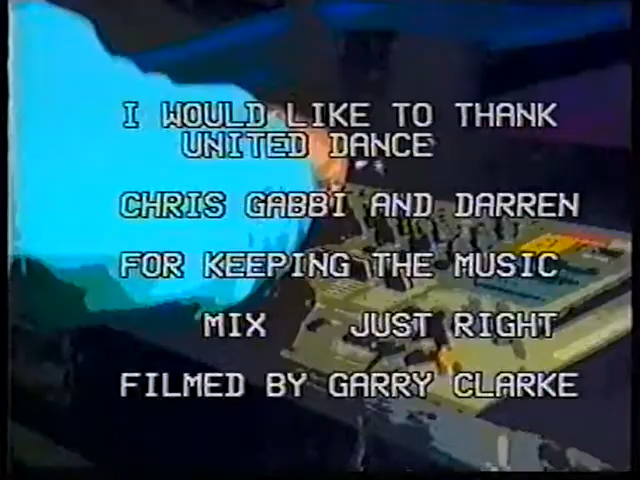 I WOULD LIKE TO THANK
UNITED DANCE
CHRIS GABBI AND DARREN
FOR KEEPING THE MUSIC
MIX JUST RIGHT
FILMED BY GARRY CLARKE